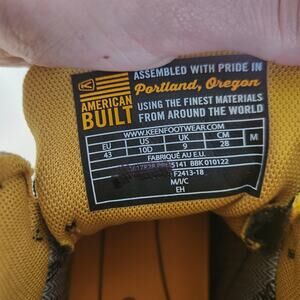 ASSEMBLED WITH PRIDE IN
Portland, Oregon
AMERICAN
BUILT
USING THE FINEST MATERIALS
FROM AROUND THE WORLD
WWW.KEENFOOTWEAR.COM
EU US UK CM M
43 10D 9 28
FABRIQUÉ AU E.U.
5141 BBK 010122
F2413-18
M/I/C
EH